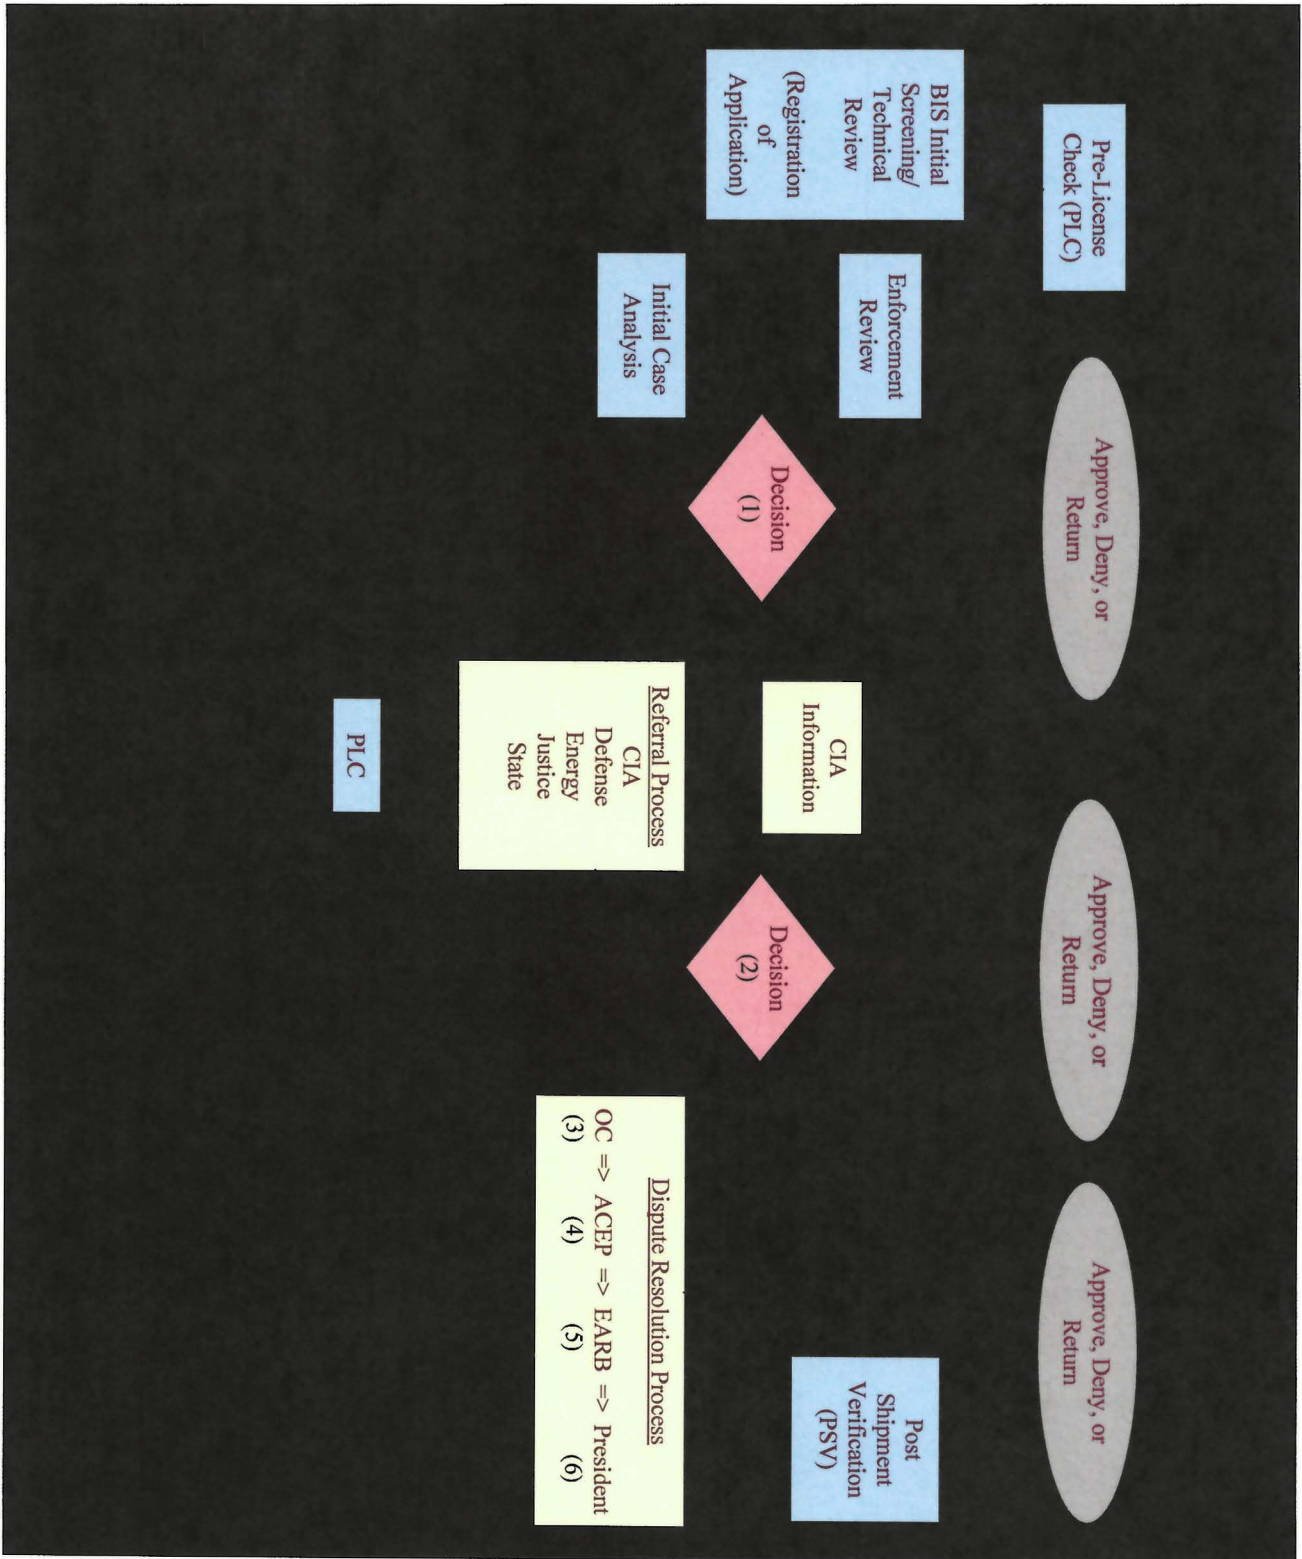 Pre-License
Check (PLC)
Approve, Deny, or
Return
Approve, Deny, or
Return
Approve, Deny, or
Return
BIS Initial
Screening/
Technical
Review
(Registration
of
Application)
Enforcement
Review
Initial Case
Analysis
Decision
(1)
CIA
Information
Referral Process
CIA
Defense
Energy
Justice
State
PLC
Decision
(2)
Post
Shipment
Verification
(PSV)
Dispute Resolution Process
OC => ACEP => EARB => President
(3) (4) (5) (6)